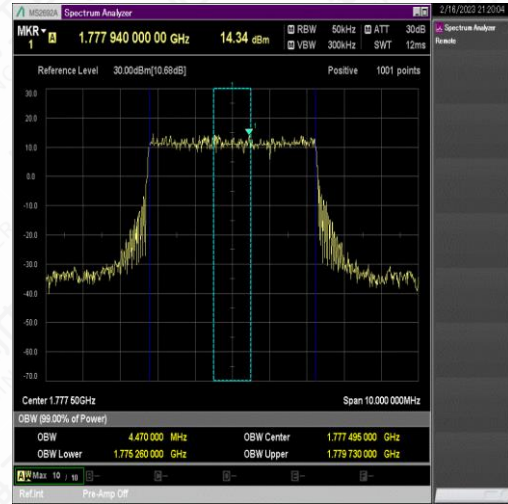 MS2692A Spectrum Analyzer
2/16/2023 21:20:04
MKR 1 1.777 940 000 00 GHz 14.34 dBm RBW 50kHz ATT 30dB
VBW 300kHz SWT 12ms
Spectrum Analyzer
Remote
Reference Level 30.00dBm[10.68dB] Positive 1001 points
30.0
20.0
1
10.0
0.0
-10.0
-20.0
-30.0
-40.0
-50.0
-60.0
-70.0
Center 1.777 50GHz Span 10.000 000MHz
OBW (99.00% of Power)
OBW 4.470 000 MHz OBW Center 1.777 495 000 GHz
OBW Lower 1.775 260 000 GHz OBW Upper 1.779 730 000 GHz
A W Max 10 / 10
Ref.Int Pre-Amp Off